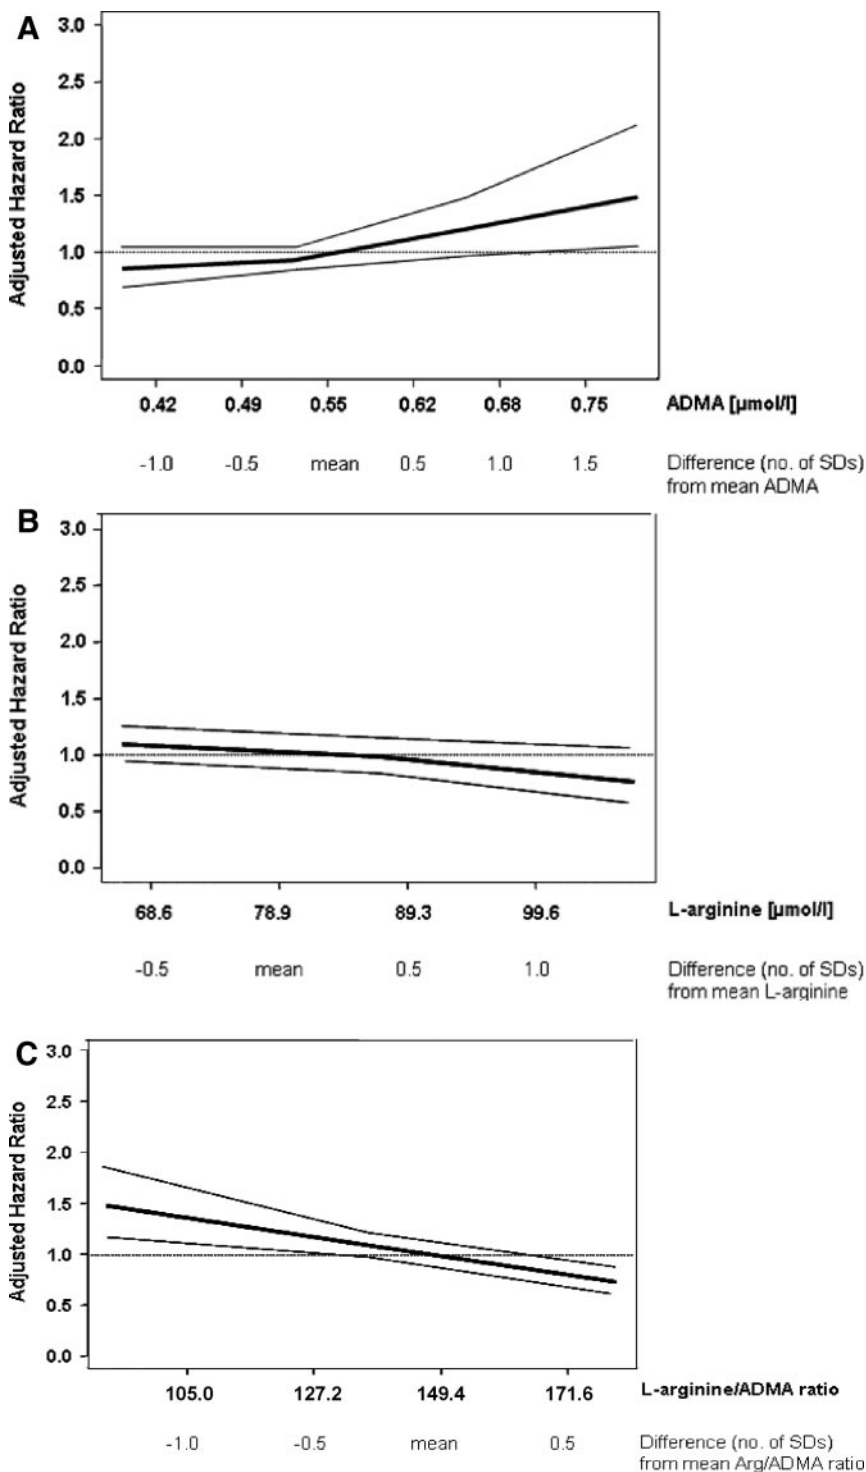 A
3.0
2.5
2.0
1.5
1.0
0.5
0.0
Adjusted Hazard Ratio
0.42 0.49 0.55 0.62 0.68 0.75 ADMA [µmol/l]
-1.0 -0.5 mean 0.5 1.0 1.5 Difference (no. of SDs)
from mean ADMA
B
3.0
2.5
2.0
1.5
1.0
0.5
0.0
Adjusted Hazard Ratio
68.6 78.9 89.3 99.6 L-arginine [µmol/l]
-0.5 mean 0.5 1.0 Difference (no. of SDs)
from mean L-arginine
C
3.0
2.5
2.0
1.5
1.0
0.5
0.0
Adjusted Hazard Ratio
105.0 127.2 149.4 171.6 L-arginine/ADMA ratio
-1.0 -0.5 mean 0.5 Difference (no. of SDs)
from mean Arg/ADMA ratio